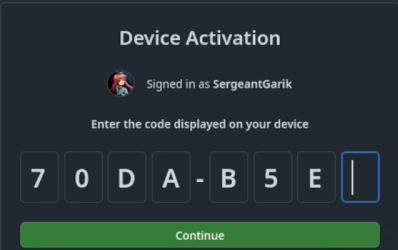 Device Activation
Signed in as SergeantGarik
Enter the code displayed on your device
7 0 D A - B 5 E
Continue